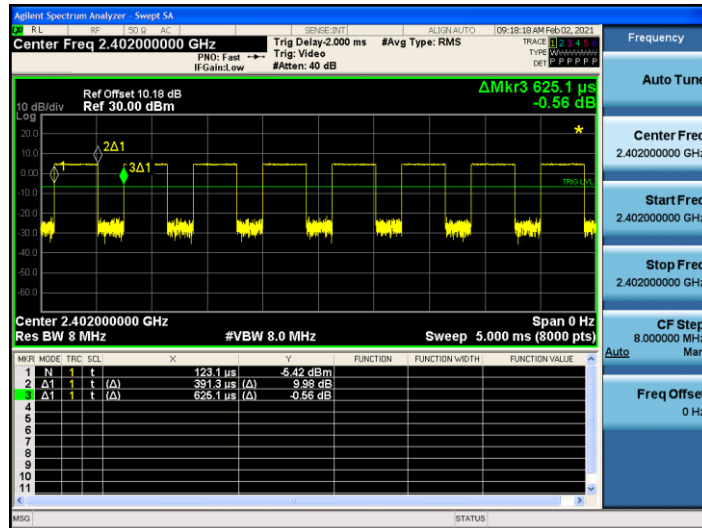 Agilent Spectrum Analyzer - Swept SA
RL RF 50 Ω AC SENSE:INT ALIGN AUTO 09:18:18 AM Feb 02, 2021
Center Freq 2.402000000 GHz
PNO: Fast
IFGain:Low
Trig Delay-2.000 ms
Trig: Video
#Atten: 40 dB
#Avg Type: RMS
TRACE 1 2 3 4 5 6
TYPE
DET P P P P P P
Ref Offset 10.18 dB
10 dB/div Ref 30.00 dBm
ΔMkr3 625.1 µs
-0.56 dB
Log
20.0
10.0
0.00
-10.0
-20.0
-30.0
-40.0
-50.0
-60.0
1
2Δ1
3Δ1
TRIG LVL
*
Center 2.402000000 GHz Span 0 Hz
Res BW 8 MHz #VBW 8.0 MHz Sweep 5.000 ms (8000 pts)
MKR MODE TRC SCL X Y FUNCTION FUNCTION WIDTH FUNCTION VALUE
1 N 1 t 123.1 µs -5.42 dBm
2 Δ1 1 t (Δ) 391.3 µs (Δ) 9.98 dB
3 Δ1 1 t (Δ) 625.1 µs (Δ) -0.56 dB
4
5
6
7
8
9
10
11
MSG STATUS
Frequency
Auto Tune
Center Freq
2.402000000 GHz
Start Freq
2.402000000 GHz
Stop Freq
2.402000000 GHz
CF Step
8.000000 MHz
Auto Man
Freq Offset
0 Hz